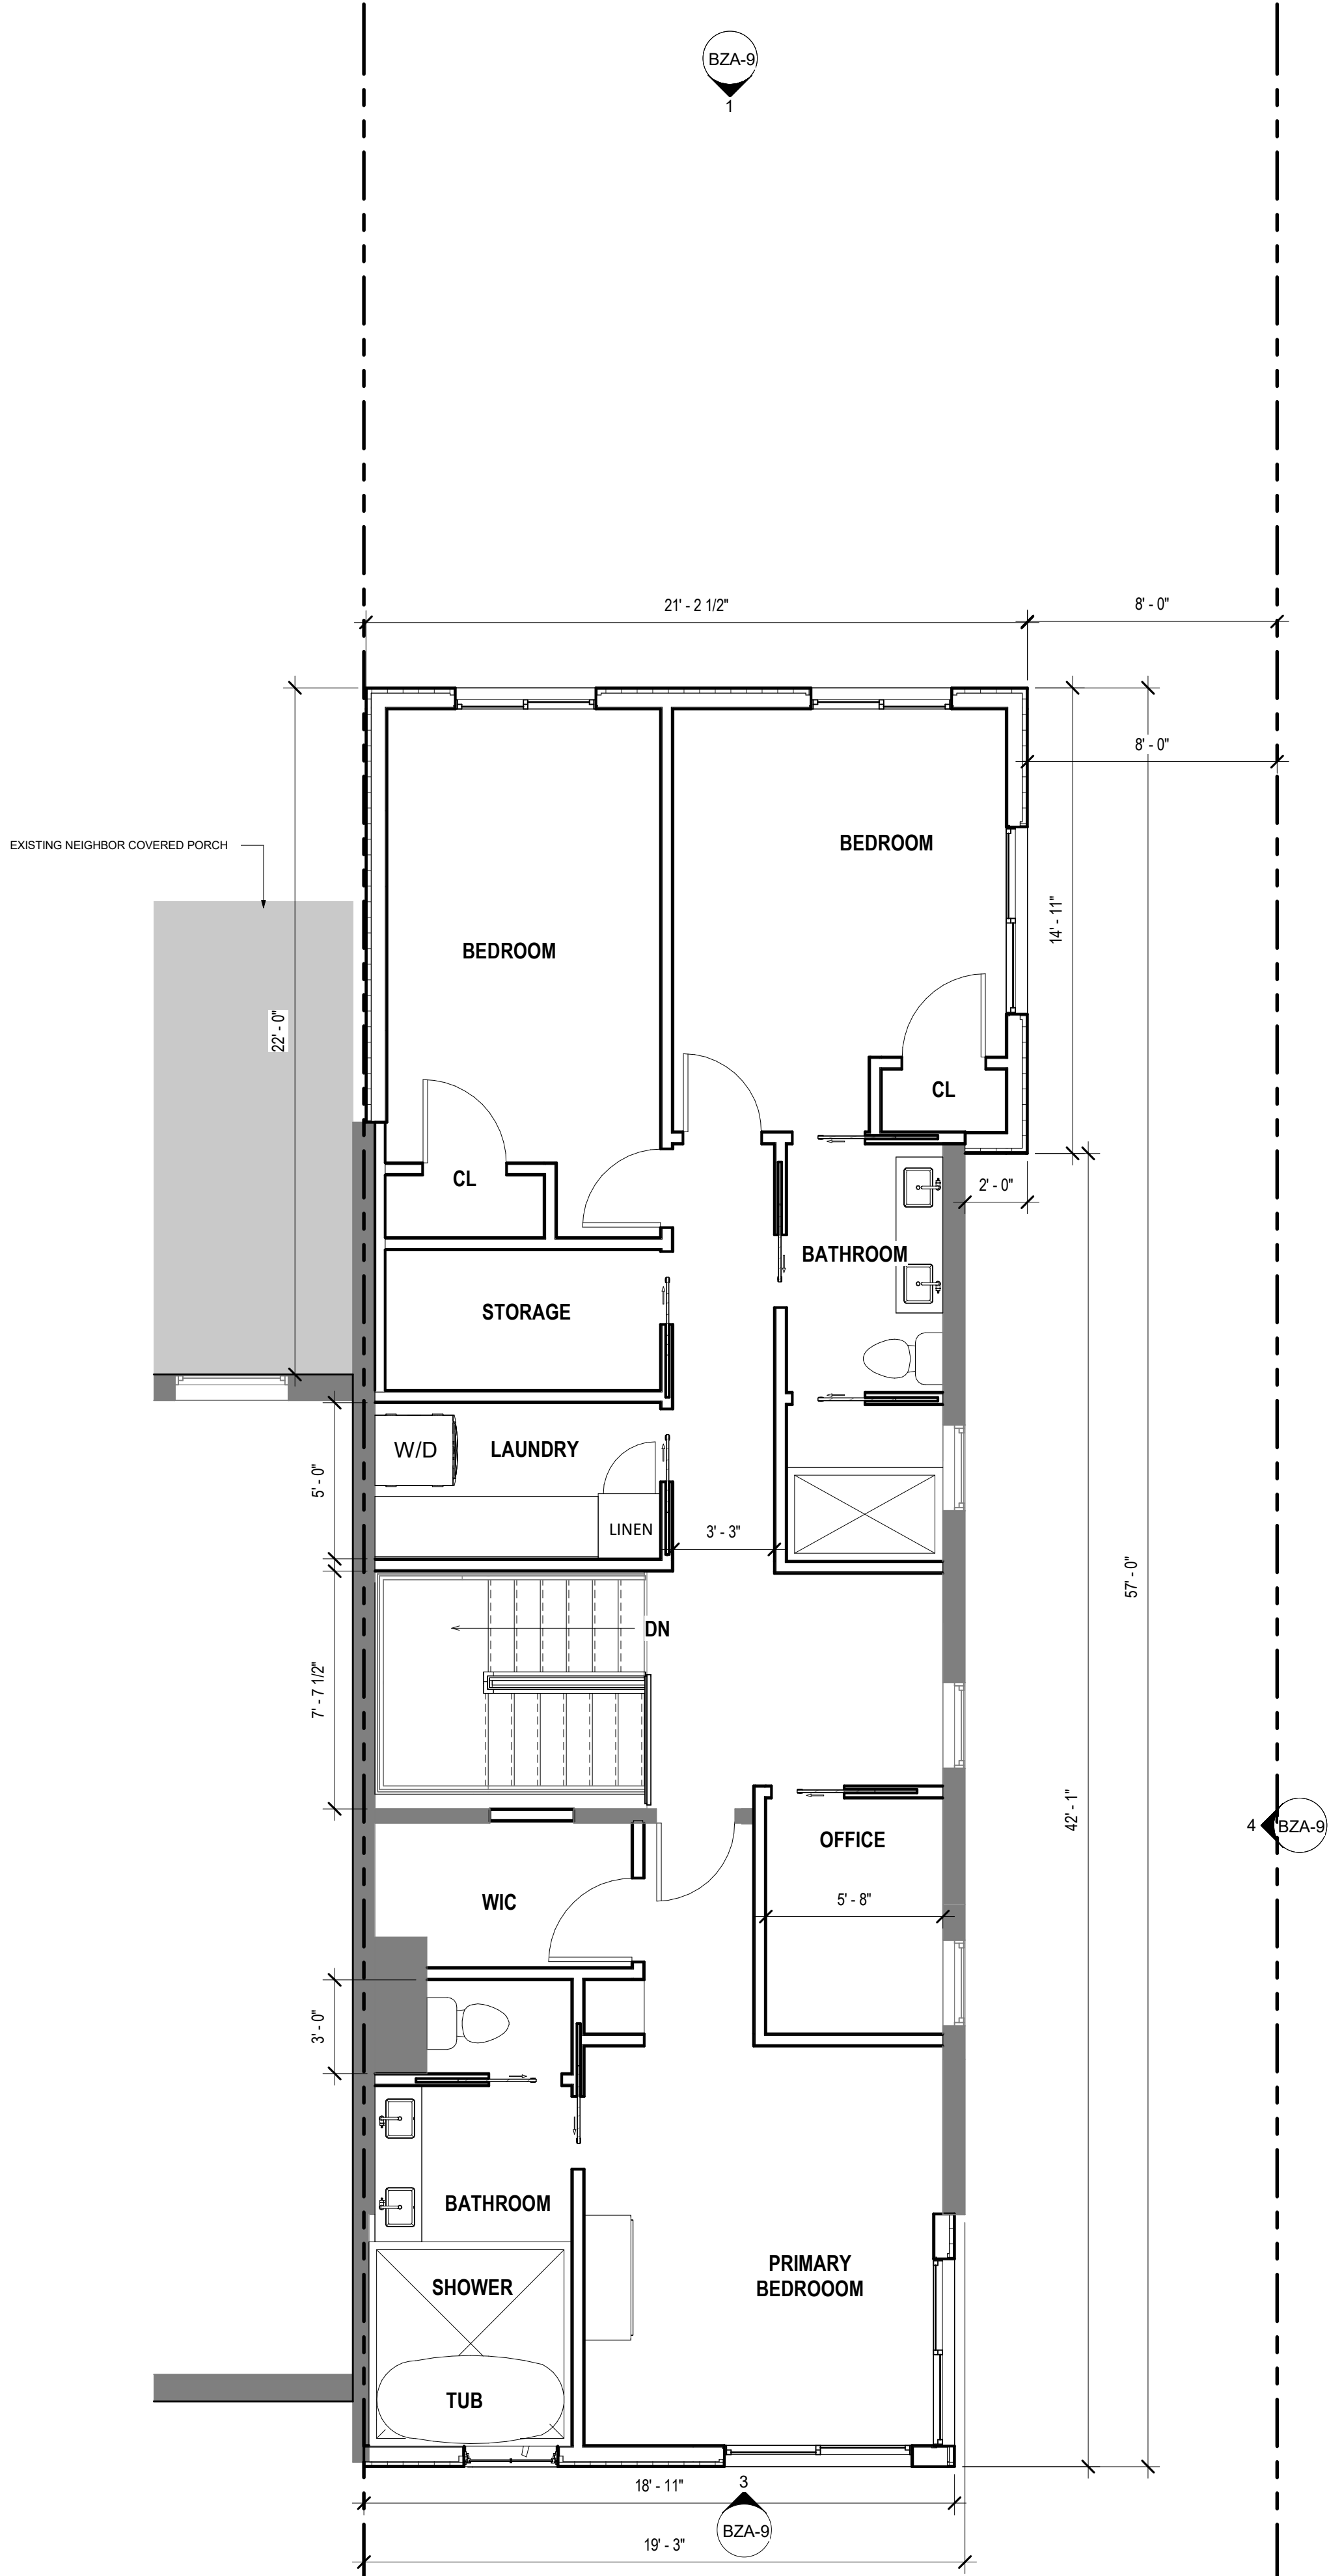 BZA-9
1
21' - 2 1/2"
8' - 0"
8' - 0"
EXISTING NEIGHBOR COVERED PORCH
BEDROOM
BEDROOM
14' - 11"
22' - 0"
CL
CL
2' - 0"
BATHROOM
STORAGE
W/D
LAUNDRY
5' - 0"
LINEN
3' - 3"
57' - 0"
DN
7' - 7 1/2"
42' - 1"
4
BZA-9
OFFICE
5' - 8"
WIC
3' - 0"
BATHROOM
PRIMARY
BEDROOOM
SHOWER
TUB
18' - 11"
3
BZA-9
19' - 3"